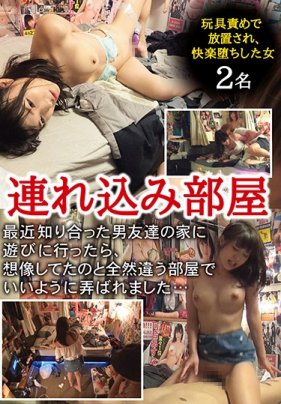 玩具責めで
放置され、
快楽堕ちした女
2名
連れ込み部屋
最近知り合った男友達の家に
遊びに行ったら、
想像してたのと全然違う部屋で
いいように弄ばれました…